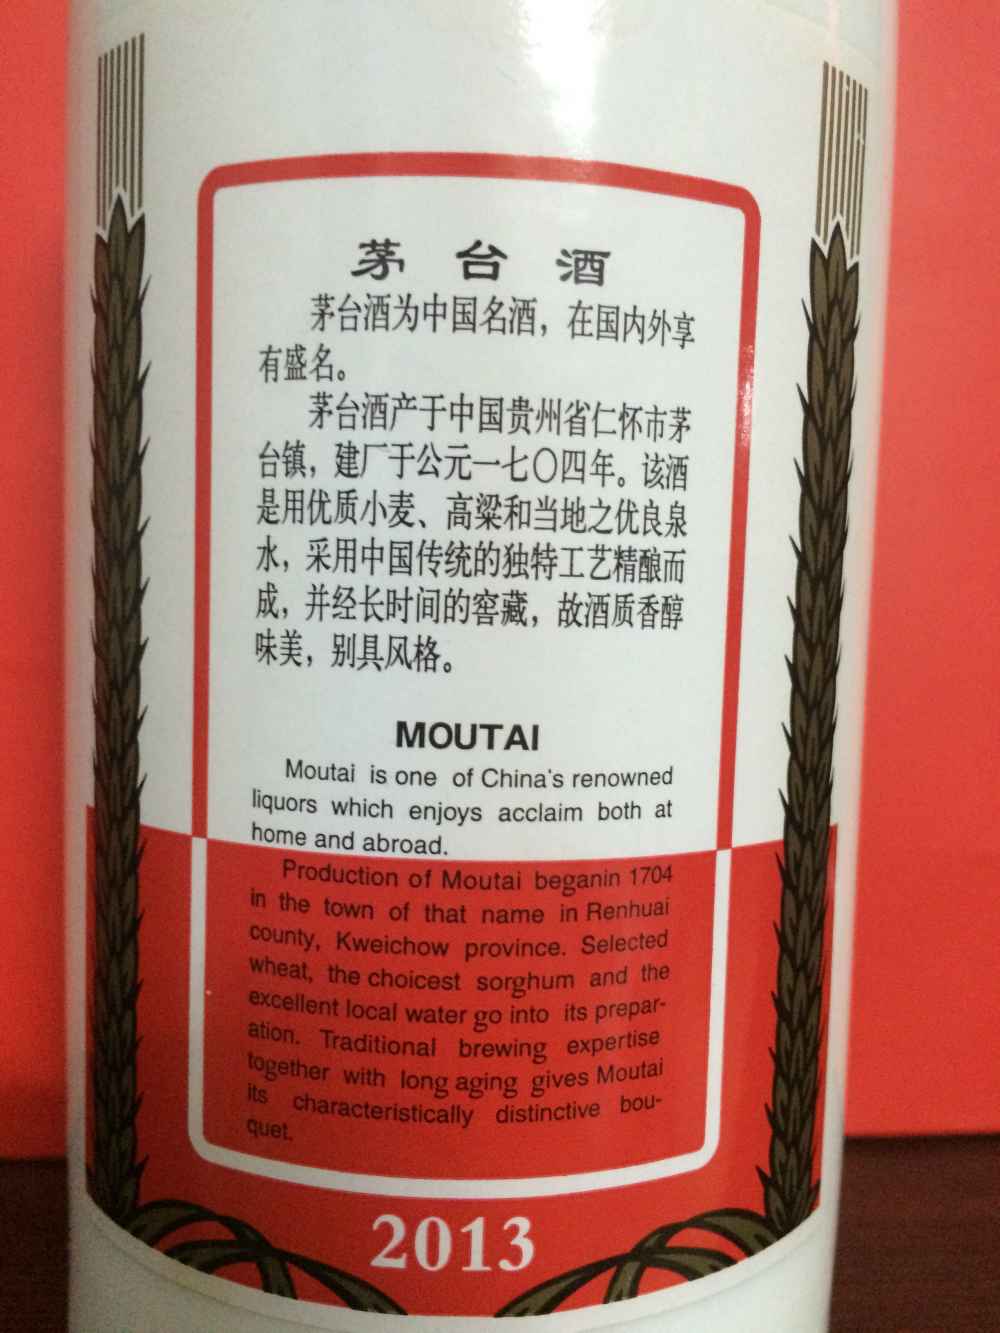 茅台酒
茅台酒为中国名酒，在国内外享
有盛名。
茅台酒产于中国贵州省仁怀市茅
台镇，建厂于公元一七〇四年。该酒
是用优质小麦、高粱和当地之优良泉
水，采用中国传统的独特工艺精酿而
成，并经长时间的窖藏，故酒质香醇
味美，别具风格。
MOUTAI
Moutai is one of China's renowned
liquors which enjoys acclaim both at
home and abroad.
Production of Moutai beganin 1704
in the town of that name in Renhuai
county, Kweichow province. Selected
wheat, the choicest sorghum and the
excellent local water go into its prepar-
ation. Traditional brewing expertise
together with long aging gives Moutai
its characteristically distinctive bou-
quet.
2013